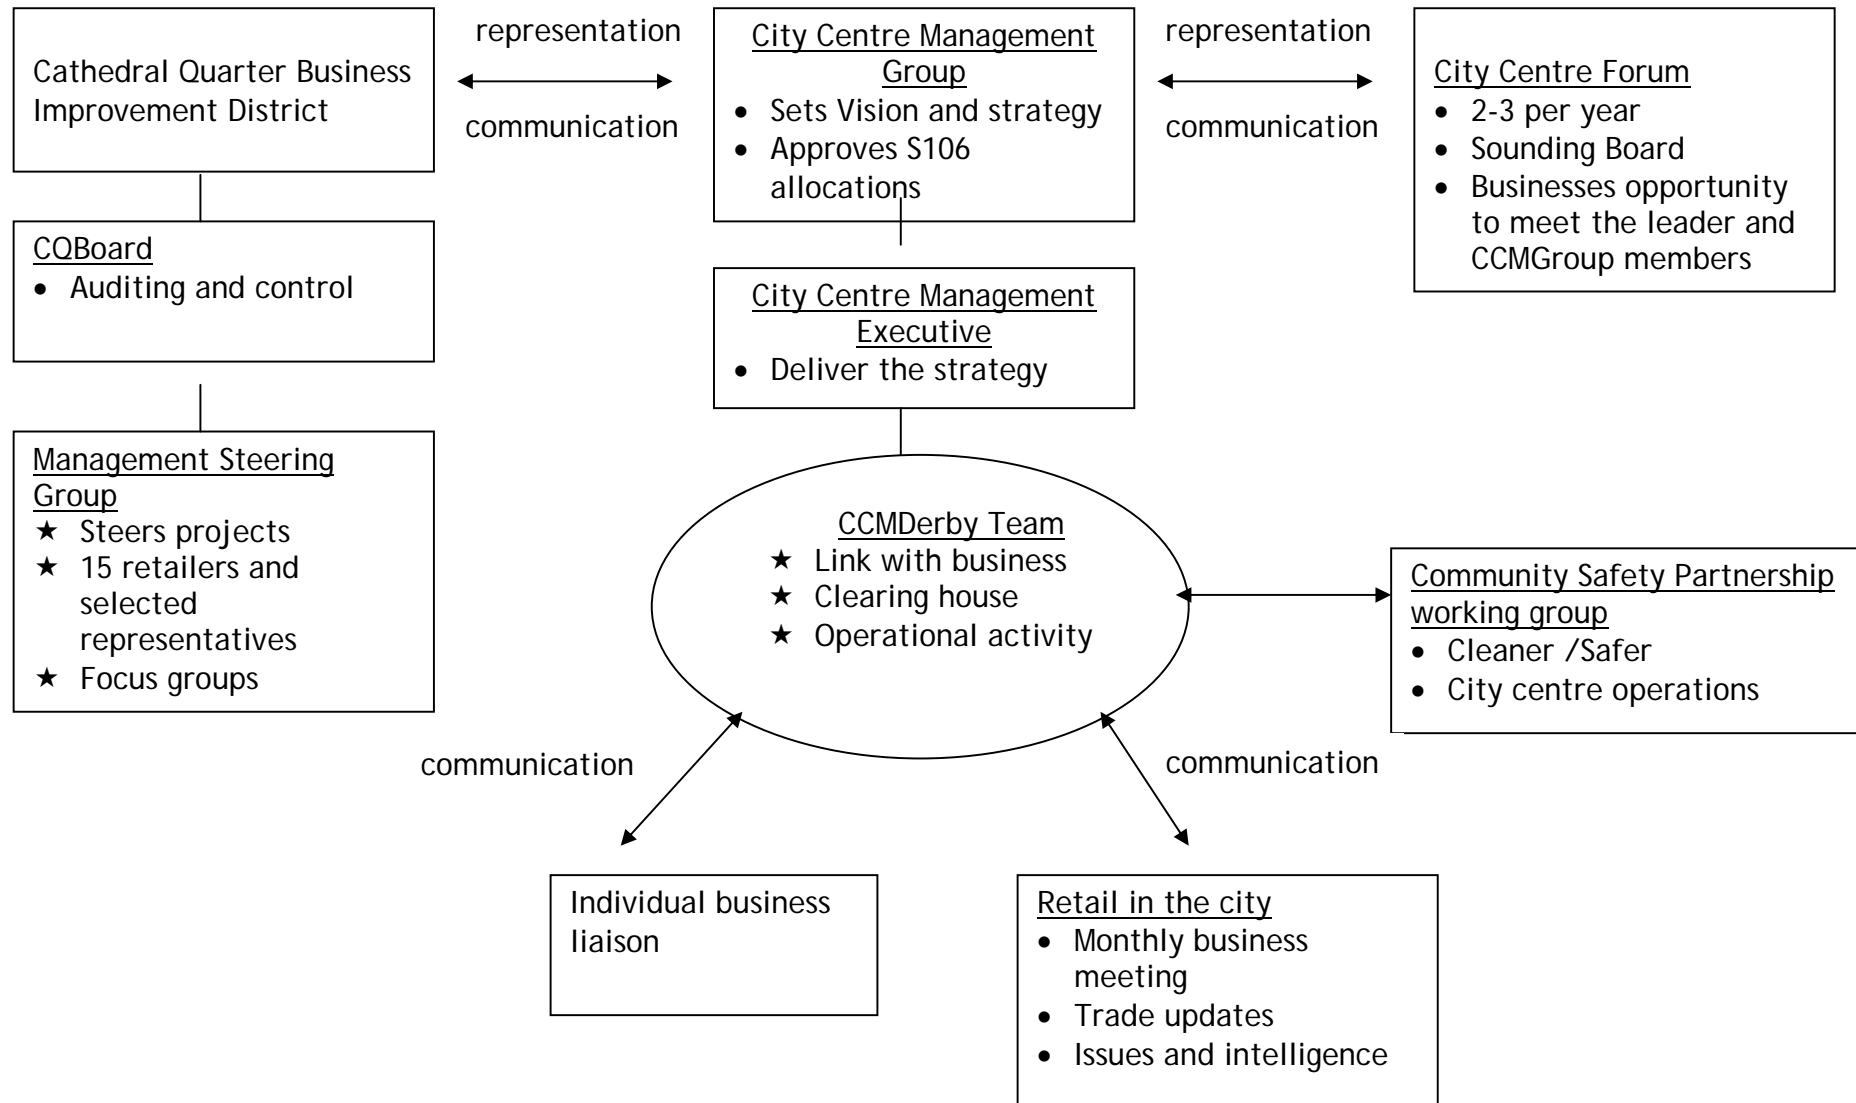 Cathedral Quarter Business
Improvement District
representation
communication
City Centre Management
Group
• Sets Vision and strategy
• Approves S106
allocations
representation
communication
City Centre Forum
• 2-3 per year
• Sounding Board
• Businesses opportunity
to meet the leader and
CCMGroup members
CQBoard
• Auditing and control
City Centre Management
Executive
• Deliver the strategy
Management Steering
Group
★ Steers projects
★ 15 retailers and
selected
representatives
★ Focus groups
CCMDerby Team
★ Link with business
★ Clearing house
★ Operational activity
Community Safety Partnership
working group
• Cleaner /Safer
• City centre operations
communication
communication
Individual business
liaison
Retail in the city
• Monthly business
meeting
• Trade updates
• Issues and intelligence